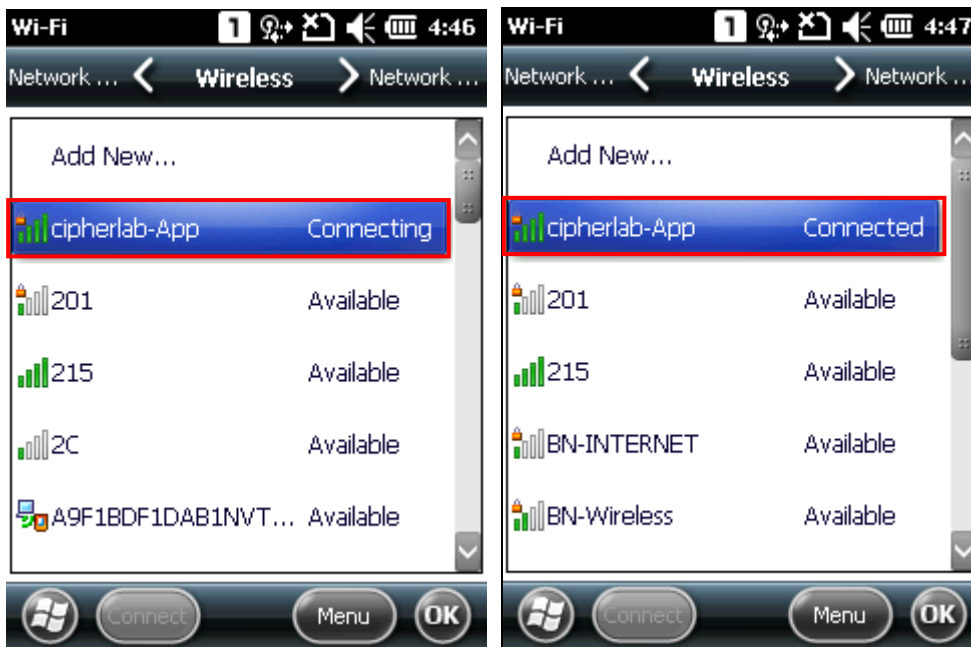 Wi-Fi 1 4:46
Network ... Wireless Network ...
Add New...
cipherlab-App Connecting
201 Available
215 Available
2C Available
A9F1BDF1DAB1NVT... Available
Connect Menu OK
Wi-Fi 1 4:47
Network ... Wireless Network ...
Add New...
cipherlab-App Connected
201 Available
215 Available
BN-INTERNET Available
BN-Wireless Available
Connect Menu OK